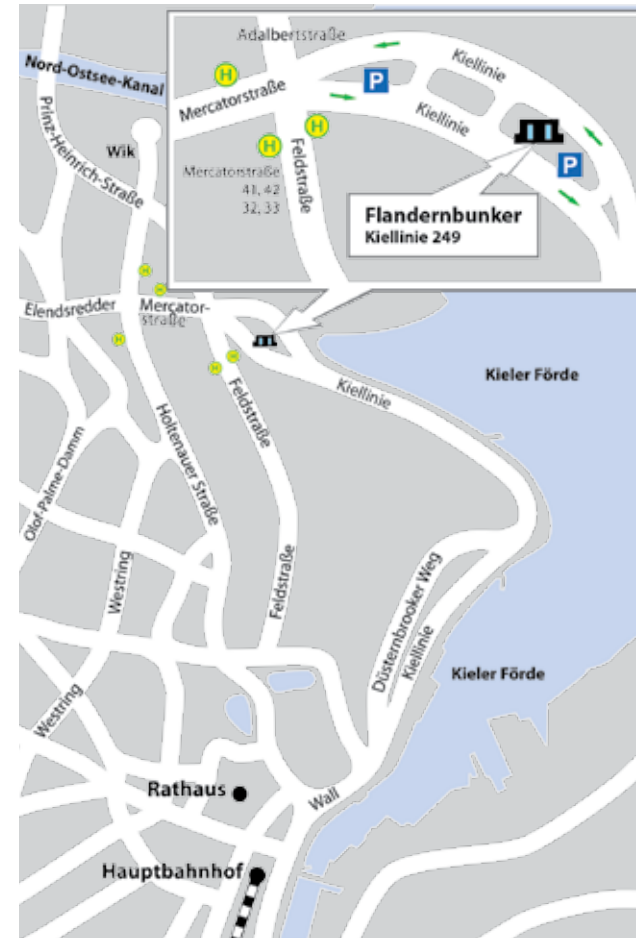 Adalbertstraße
Kiellinie
Nord-Ostsee-Kanal
H
P
Mercatorstraße
Kiellinie
Prinz-Heinrich-Straße
H
H
Wik
Feldstraße
P
Mercatorstraße
41, 42
32, 33
Flandernbunker
Kiellinie 249
H
H
Elendsredder
Mercator-
straße
H
H
H
Kieler Förde
Kiellinie
Feldstraße
Holtenauer Straße
Olof-Palme-Damm
Westring
Feldstraße
Düsternbrooker Weg
Kiellinie
Kieler Förde
Westring
Rathaus
Wall
Hauptbahnhof